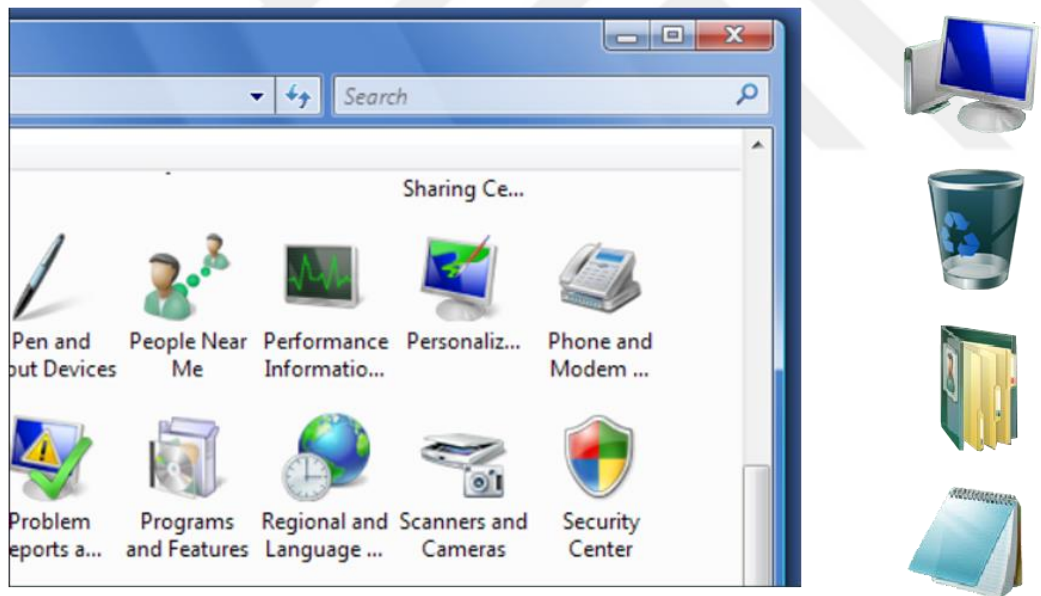 Search
Sharing Ce...
Pen and
People Near
Performance
Personaliz...
Phone and
put Devices
Me
Informatio...
Modem ...
Problem
Programs
Regional and
Scanners and
Security
eports a...
and Features
Language ...
Cameras
Center